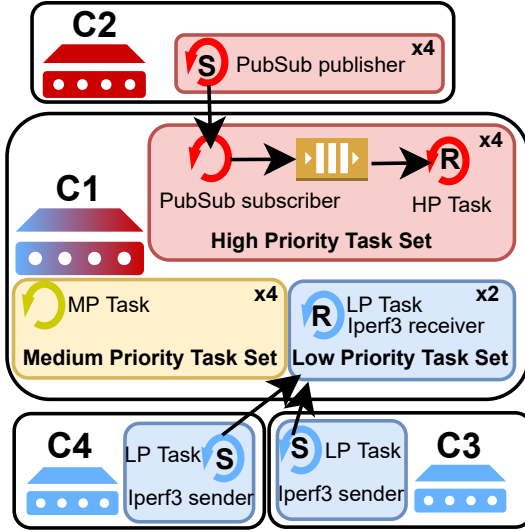 C2
x4
S
PubSub publisher
C1
x4
R
PubSub subscriber
HP Task
High Priority Task Set
MP Task
x4
Medium Priority Task Set
x2
R
LP Task
Iperf3 receiver
Low Priority Task Set
C4
LP Task
S
Iperf3 sender
S
LP Task
Iperf3 sender
C3